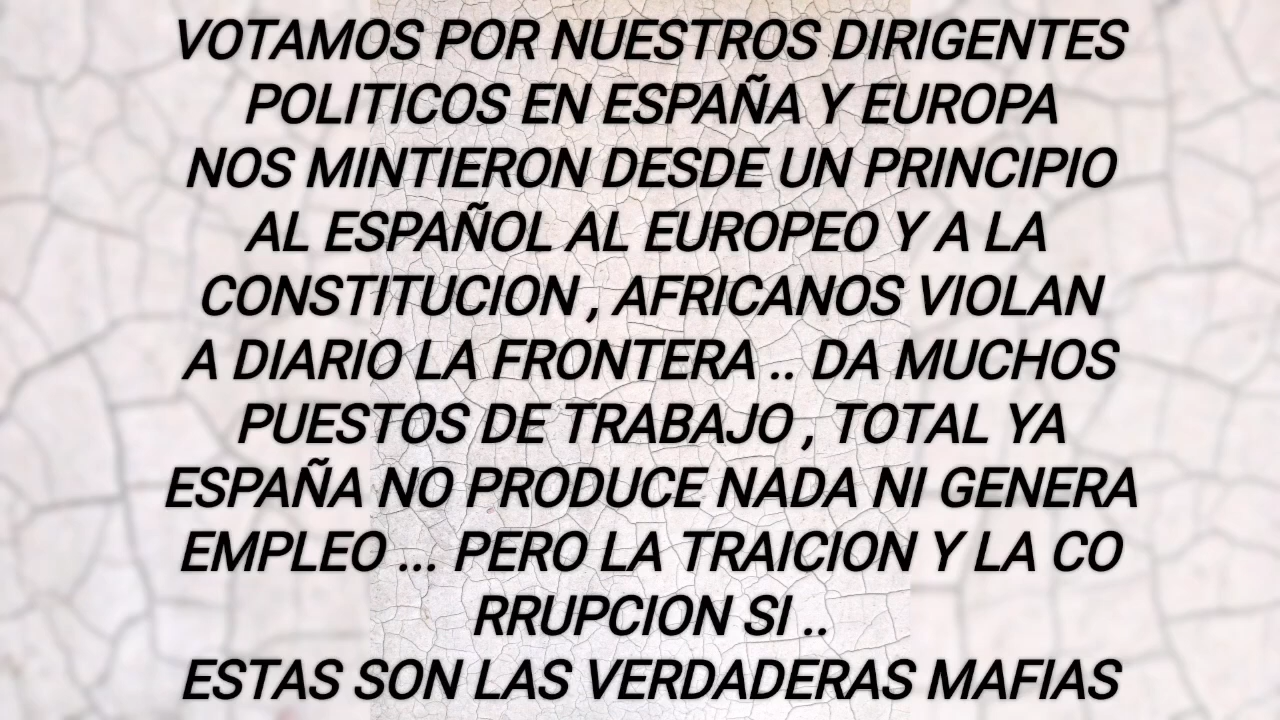 VOTAMOS POR NUESTROS DIRIGENTES
POLITICOS EN ESPAÑA Y EUROPA
NOS MINTIERON DESDE UN PRINCIPIO
AL ESPAÑOL AL EUROPEO Y A LA
CONSTITUCION , AFRICANOS VIOLAN
A DIARIO LA FRONTERA .. DA MUCHOS
PUESTOS DE TRABAJO , TOTAL YA
ESPAÑA NO PRODUCE NADA NI GENERA
EMPLEO ... PERO LA TRAICION Y LA CO
RRUPCION SI ..
ESTAS SON LAS VERDADERAS MAFIAS